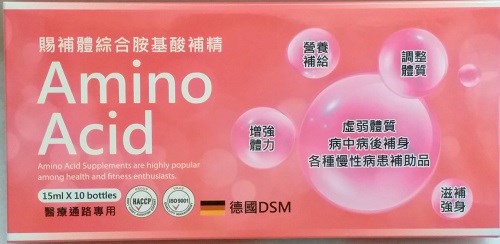 賜補體綜合胺基酸補精
Amino
Acid
Amino Acid Supplements are highly popular
among health and fitness enthusiasts.
15ml X 10 bottles
醫療通路專用
HACCP
ISO 9001
德國DSM
營養
補給
調整
體質
增強
體力
虛弱體質
病中病後補身
各種慢性病患補助品
滋補
強身